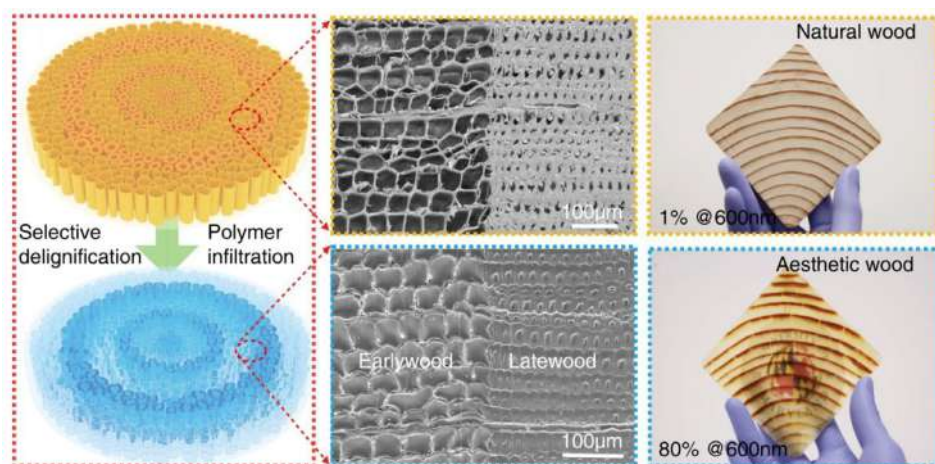 Natural wood
100μm
1% @600nm
Selective
delignification
Polymer
infiltration
Aesthetic wood
Earlywood
Latewood
100μm
80% @600nm